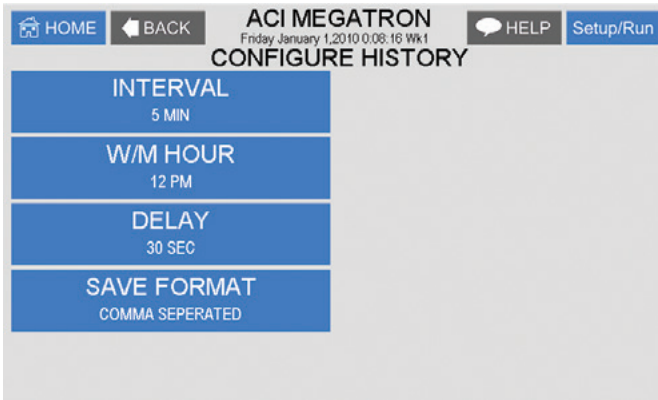 HOME
BACK
ACI MEGATRON
Friday January 1,2010 0:08:16 Wk1
HELP
Setup/Run
CONFIGURE HISTORY
INTERVAL
5 MIN
W/M HOUR
12 PM
DELAY
30 SEC
SAVE FORMAT
COMMA SEPERATED